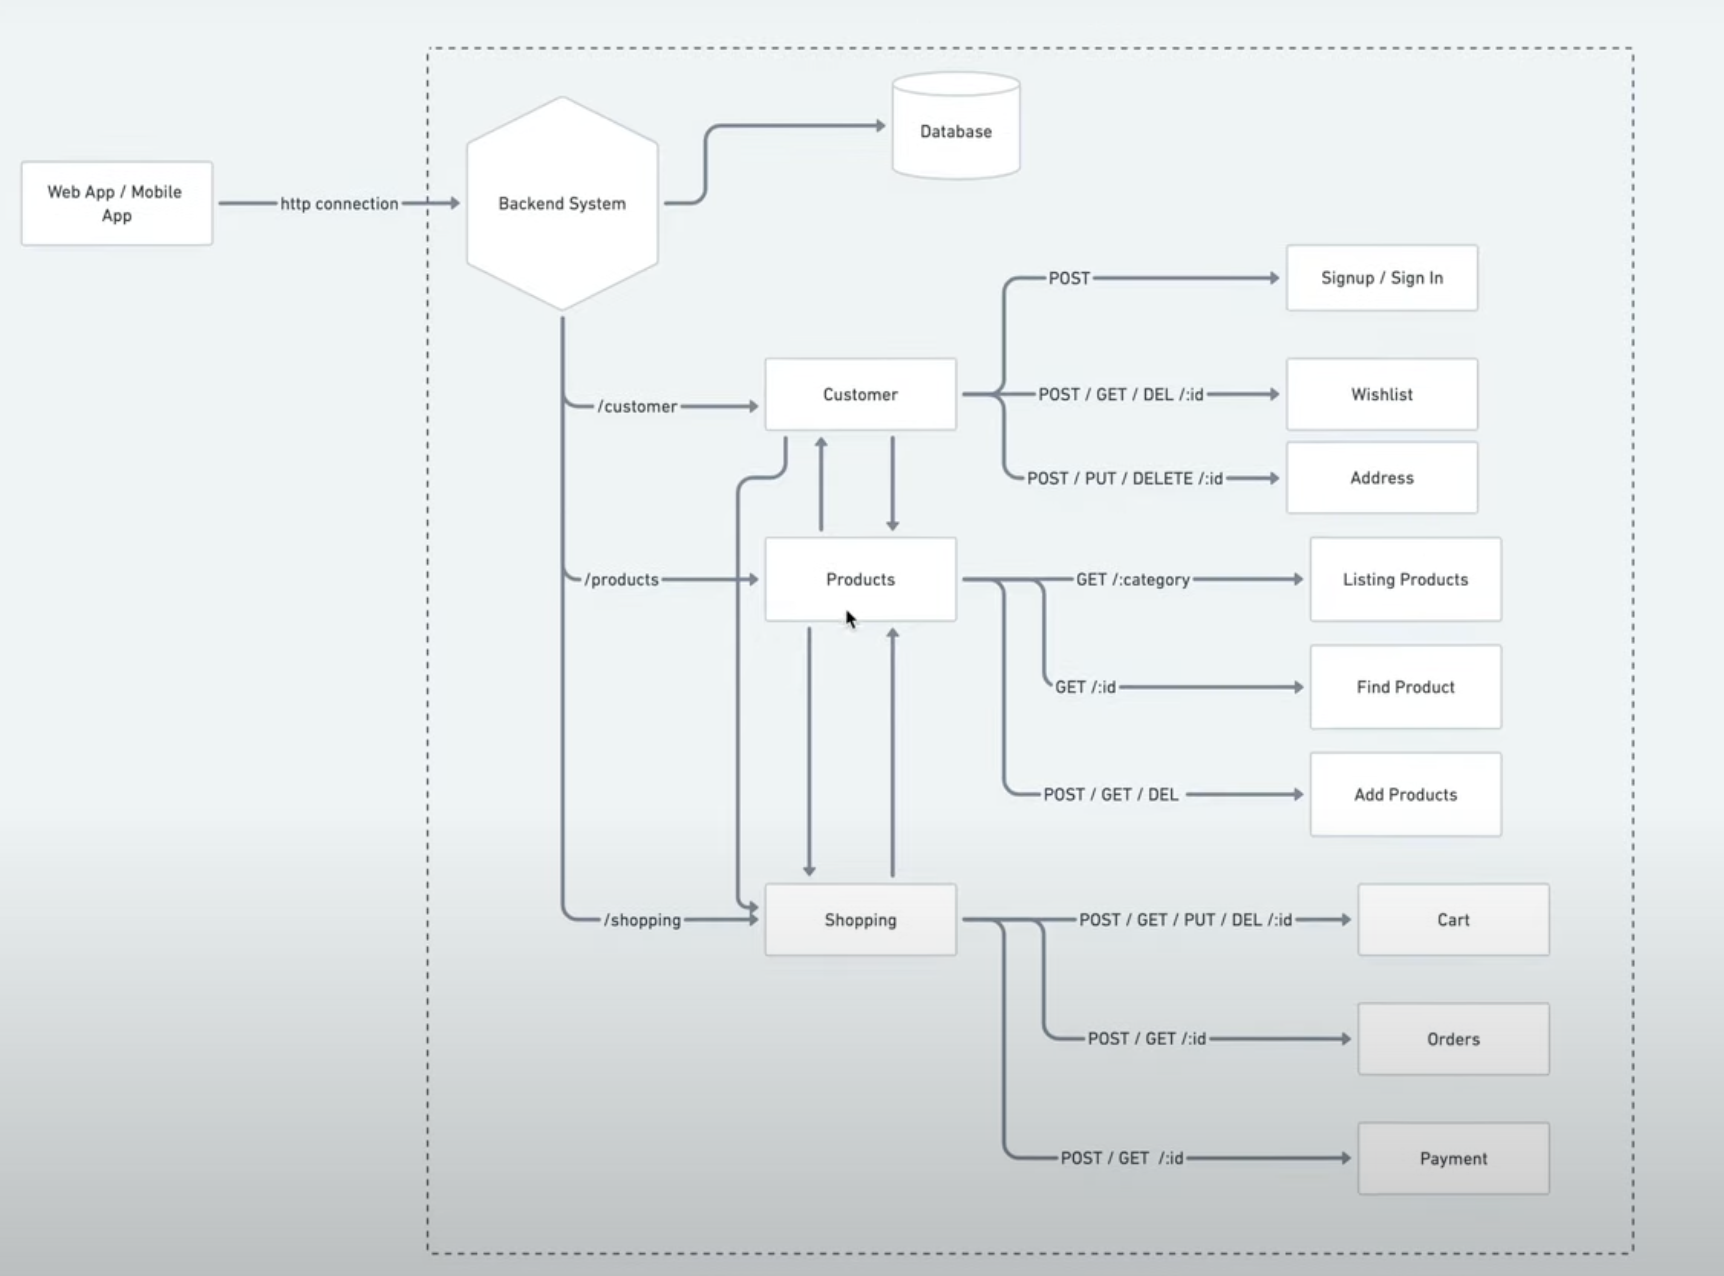 Database
Web App / Mobile
App
http connection
Backend System
POST
Signup / Sign In
/customer
Customer
POST / GET / DEL /:id
Wishlist
POST / PUT / DELETE /:id
Address
/products
Products
GET /:category
Listing Products
GET /:id
Find Product
POST / GET / DEL
Add Products
/shopping
Shopping
POST / GET / PUT / DEL /:id
Cart
POST / GET /:id
Orders
POST / GET /:id
Payment